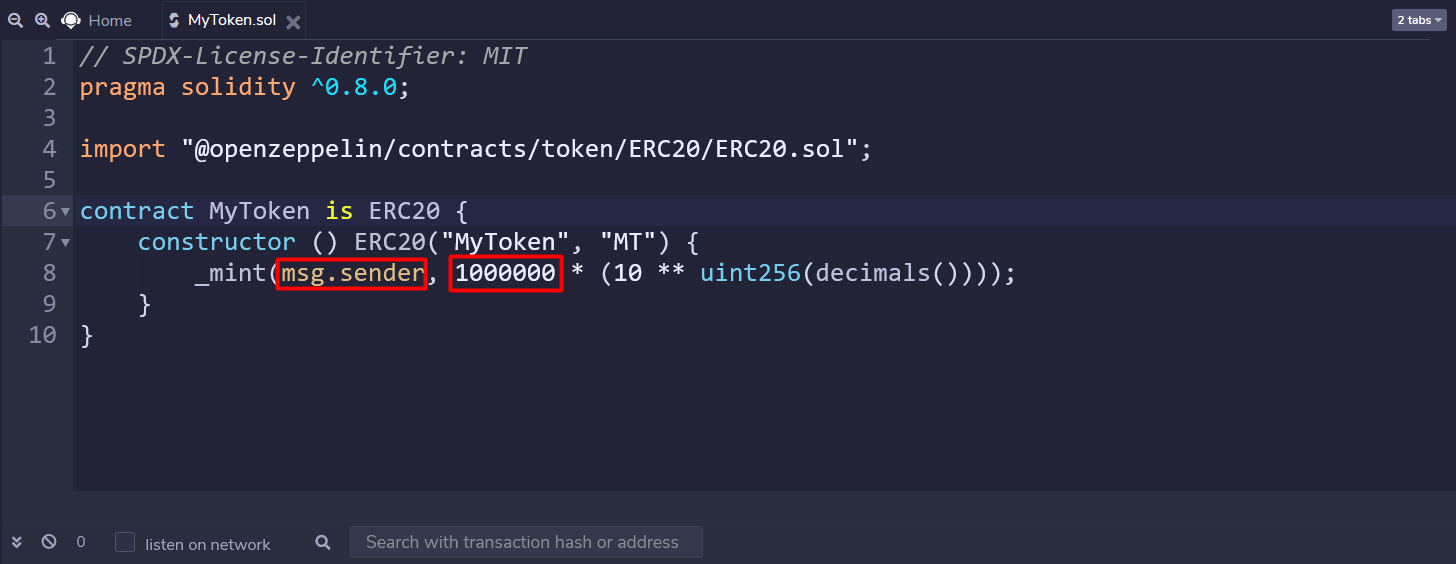 Home MyToken.sol 2 tabs
1 // SPDX-License-Identifier: MIT
2 pragma solidity ^0.8.0;
3
4 import "@openzeppelin/contracts/token/ERC20/ERC20.sol";
5
6 contract MyToken is ERC20 {
7     constructor () ERC20("MyToken", "MT") {
8         _mint(msg.sender, 1000000 * (10 ** uint256(decimals())));
9     }
10 }
0 listen on network Search with transaction hash or address